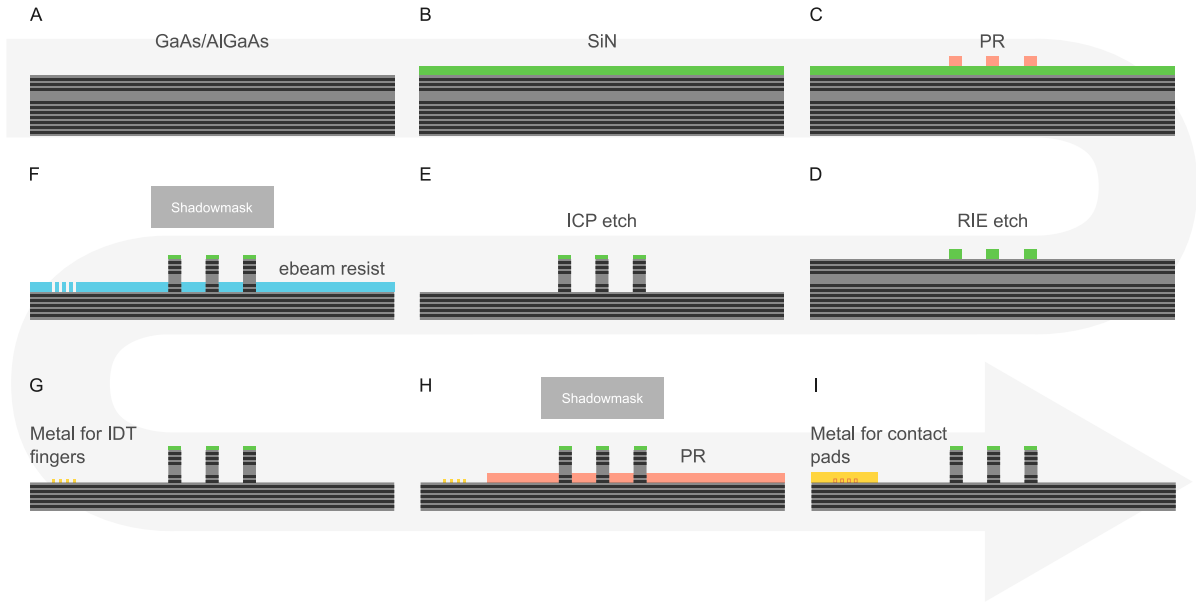 A
GaAs/AlGaAs
B
SiN
C
PR
F
Shadowmask
ebeam resist
E
ICP etch
D
RIE etch
G
Metal for IDT
fingers
H
Shadowmask
PR
I
Metal for contact
pads